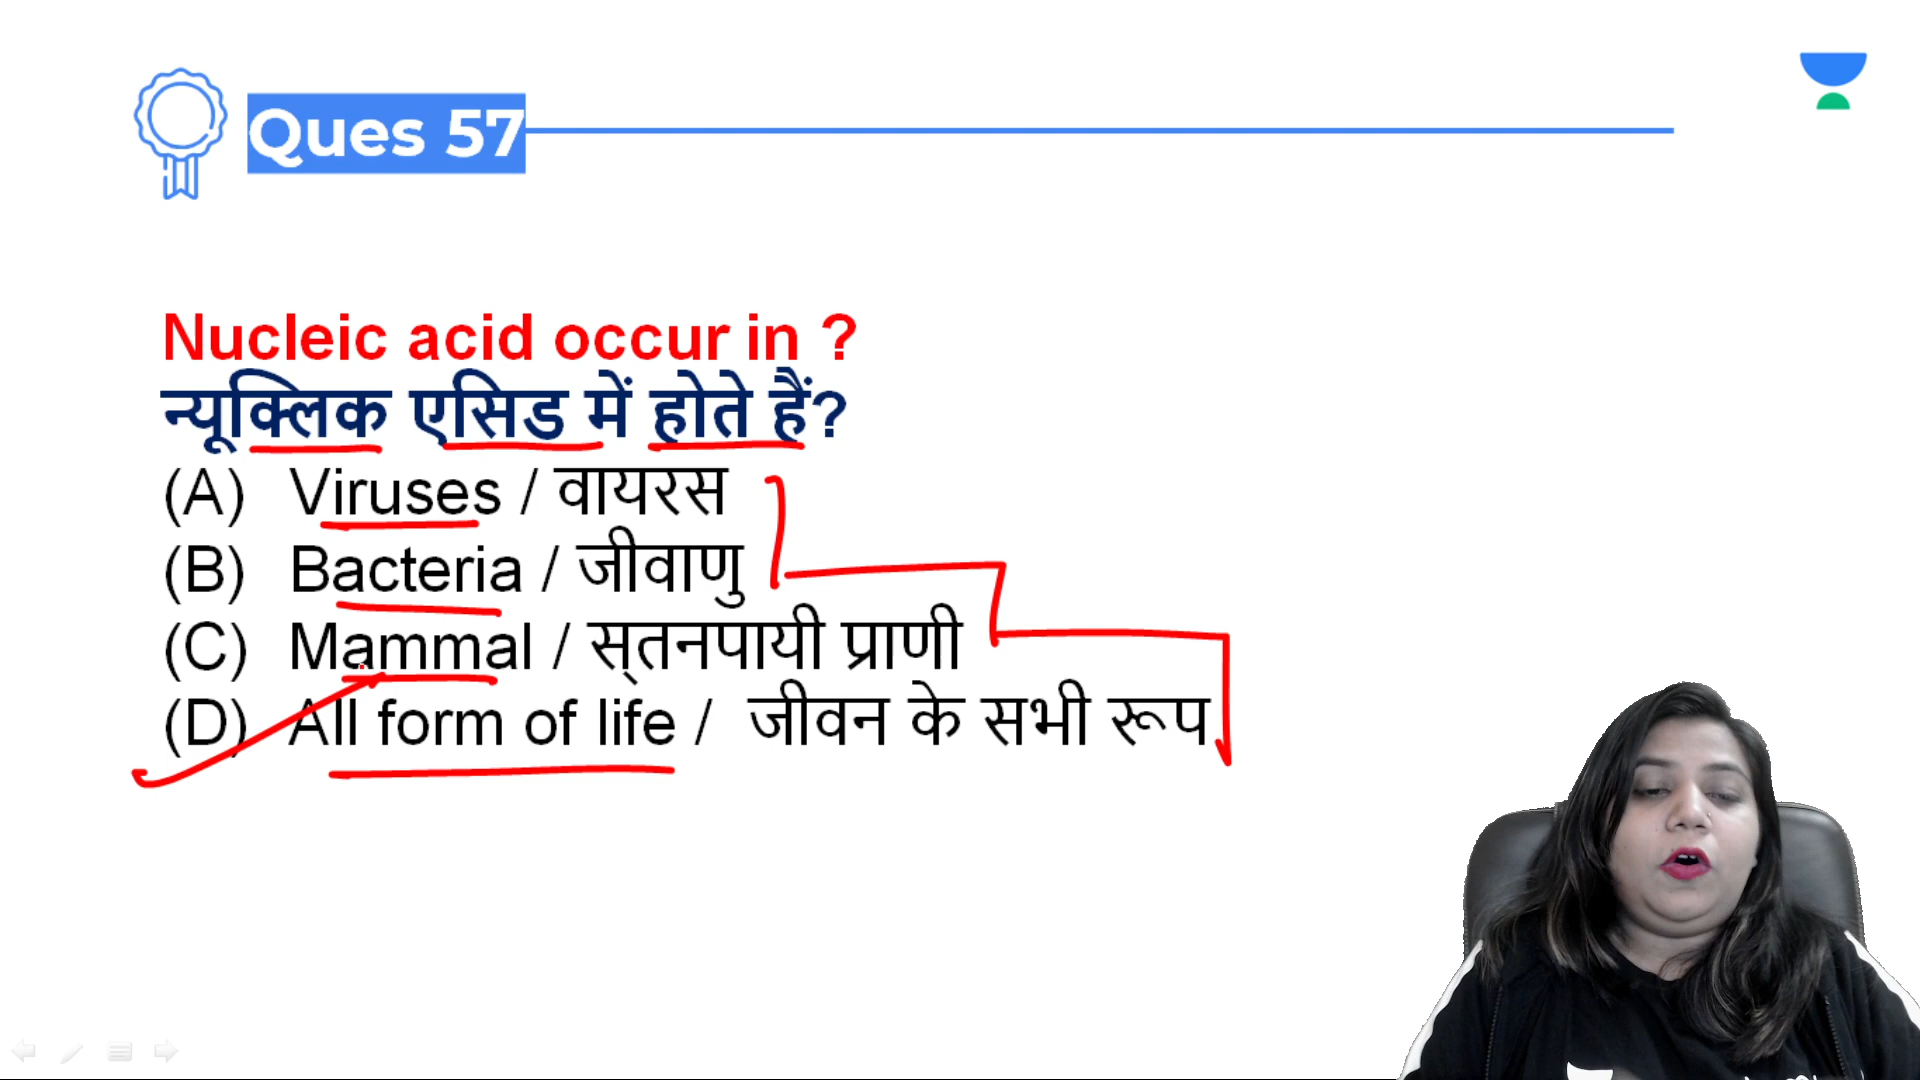 Ques 57
Nucleic acid occur in ?
न्यूक्लिक एसिड में होते हैं?
(A) Viruses / वायरस
(B) Bacteria / जीवाणु
(C) Mammal / स्तनपायी प्राणी
(D) All form of life / जीवन के सभी रूप